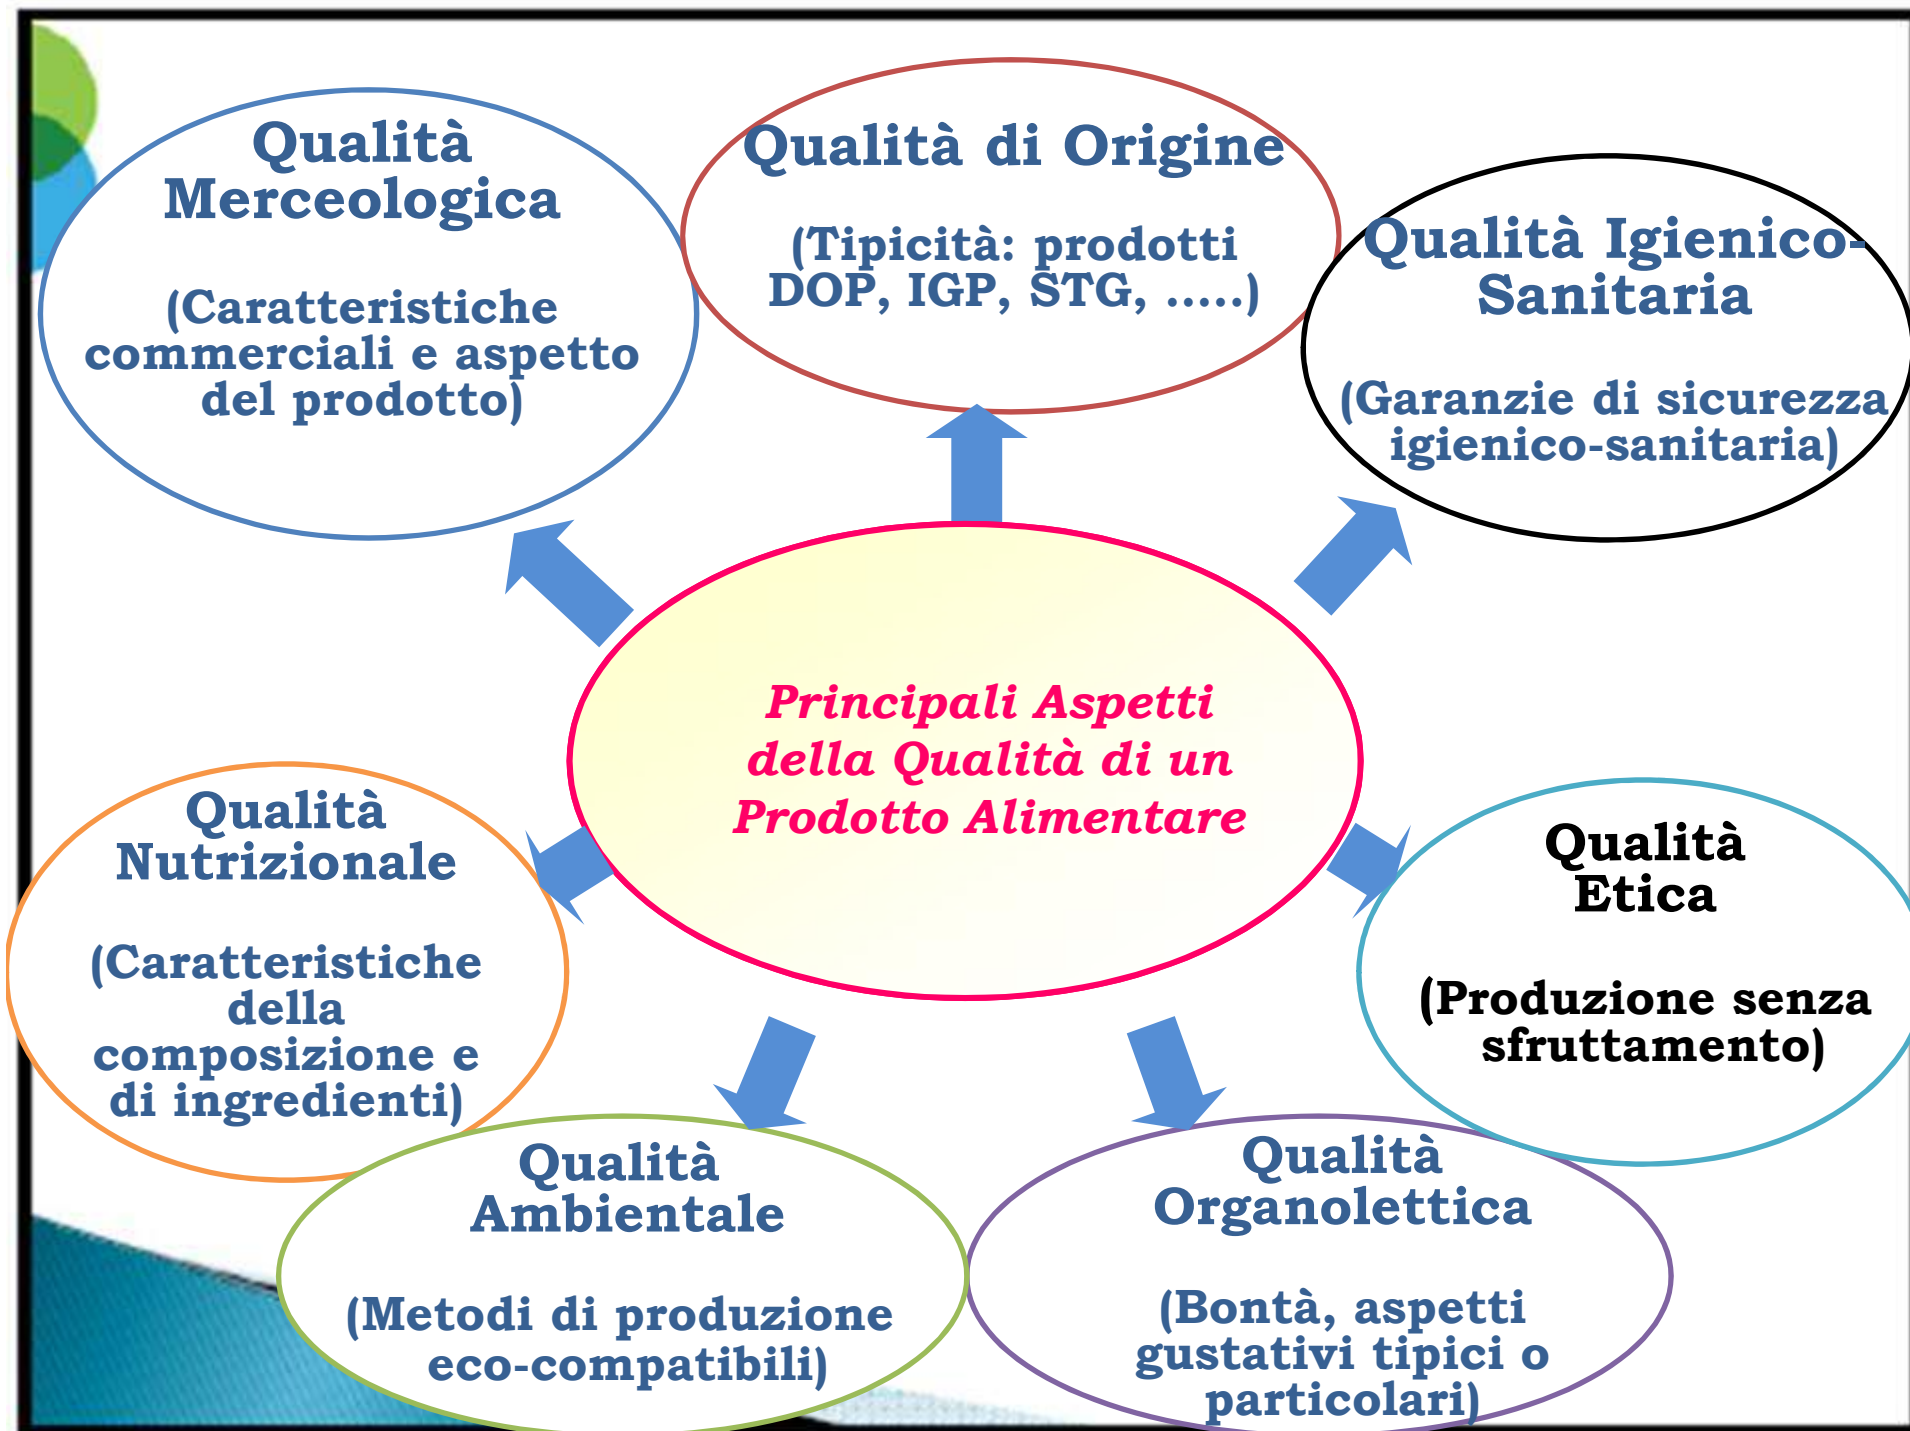 Qualità
Merceologica
(Caratteristiche
commerciali e aspetto
del prodotto)
Qualità di Origine
(Tipicità: prodotti
DOP, IGP, STG, .....)
Qualità Igienico-
Sanitaria
(Garanzie di sicurezza
igienico-sanitaria)
Principali Aspetti
della Qualità di un
Prodotto Alimentare
Qualità
Nutrizionale
(Caratteristiche
della
composizione e
di ingredienti)
Qualità
Etica
(Produzione senza
sfruttamento)
Qualità
Ambientale
(Metodi di produzione
eco-compatibili)
Qualità
Organolettica
(Bontà, aspetti
gustativi tipici o
particolari)